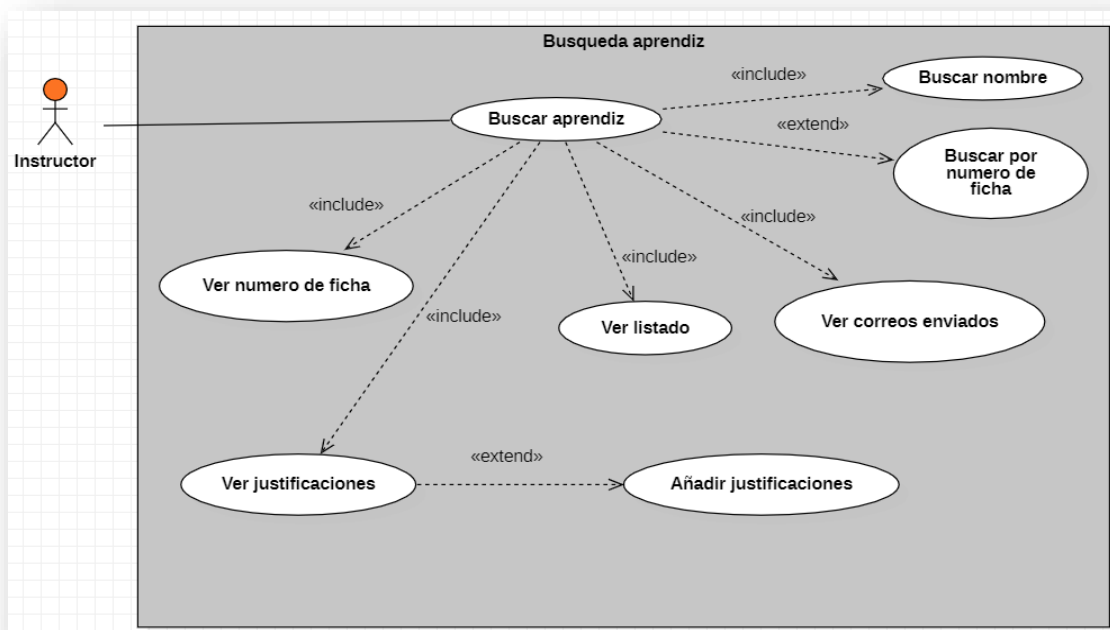 Busqueda aprendiz
«include»
Buscar nombre
Buscar aprendiz
«extend»
Instructor
Buscar por
numero de
ficha
«include»
«include»
«include»
Ver numero de ficha
«include»
Ver listado
Ver correos enviados
«extend»
Ver justificaciones
Añadir justificaciones